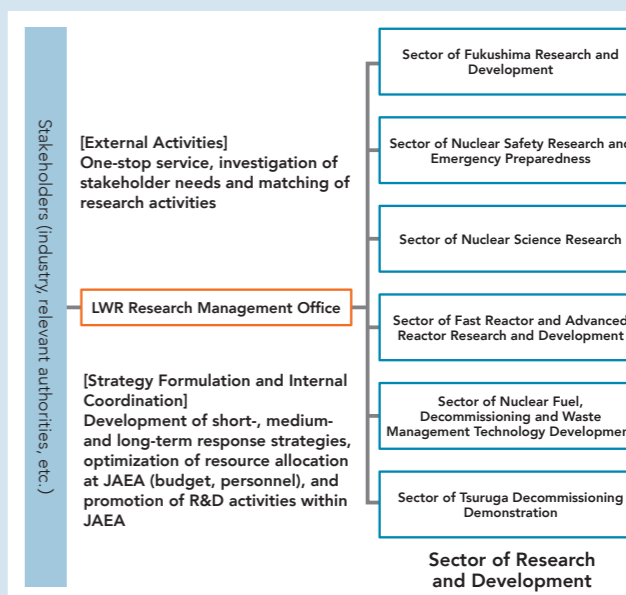 Stakeholders (industry, relevant authorities, etc.)
[External Activities]
One-stop service, investigation of
stakeholder needs and matching of
research activities
LWR Research Management Office
[Strategy Formulation and Internal
Coordination]
Development of short-, medium-
and long-term response strategies,
optimization of resource allocation
at JAEA (budget, personnel), and
promotion of R&D activities within
JAEA
Sector of Fukushima Research and
Development
Sector of Nuclear Safety Research and
Emergency Preparedness
Sector of Nuclear Science Research
Sector of Fast Reactor and Advanced
Reactor Research and Development
Sector of Nuclear Fuel,
Decommissioning and Waste
Management Technology Development
Sector of Tsuruga Decommissioning
Demonstration
Sector of Research
and Development